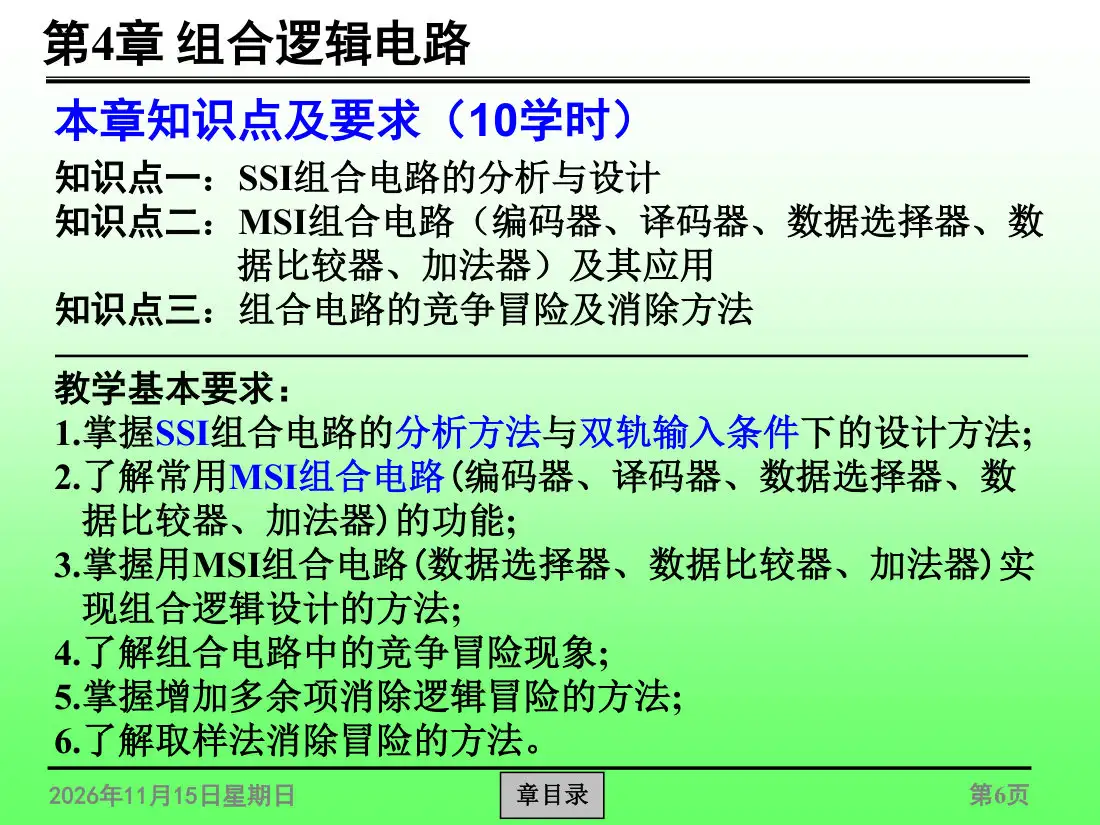 第4章 组合逻辑电路
本章知识点及要求（10学时）
知识点一：SSI组合电路的分析与设计
知识点二：MSI组合电路（编码器、译码器、数据选择器、数
据比较器、加法器）及其应用
知识点三：组合电路的竞争冒险及消除方法
教学基本要求：
1.掌握SSI组合电路的分析方法与双轨输入条件下的设计方法;
2.了解常用MSI组合电路(编码器、译码器、数据选择器、数
据比较器、加法器)的功能;
3.掌握用MSI组合电路(数据选择器、数据比较器、加法器)实
现组合逻辑设计的方法;
4.了解组合电路中的竞争冒险现象;
5.掌握增加多余项消除逻辑冒险的方法;
6.了解取样法消除冒险的方法。
2026年11月15日星期日
章目录
第6页